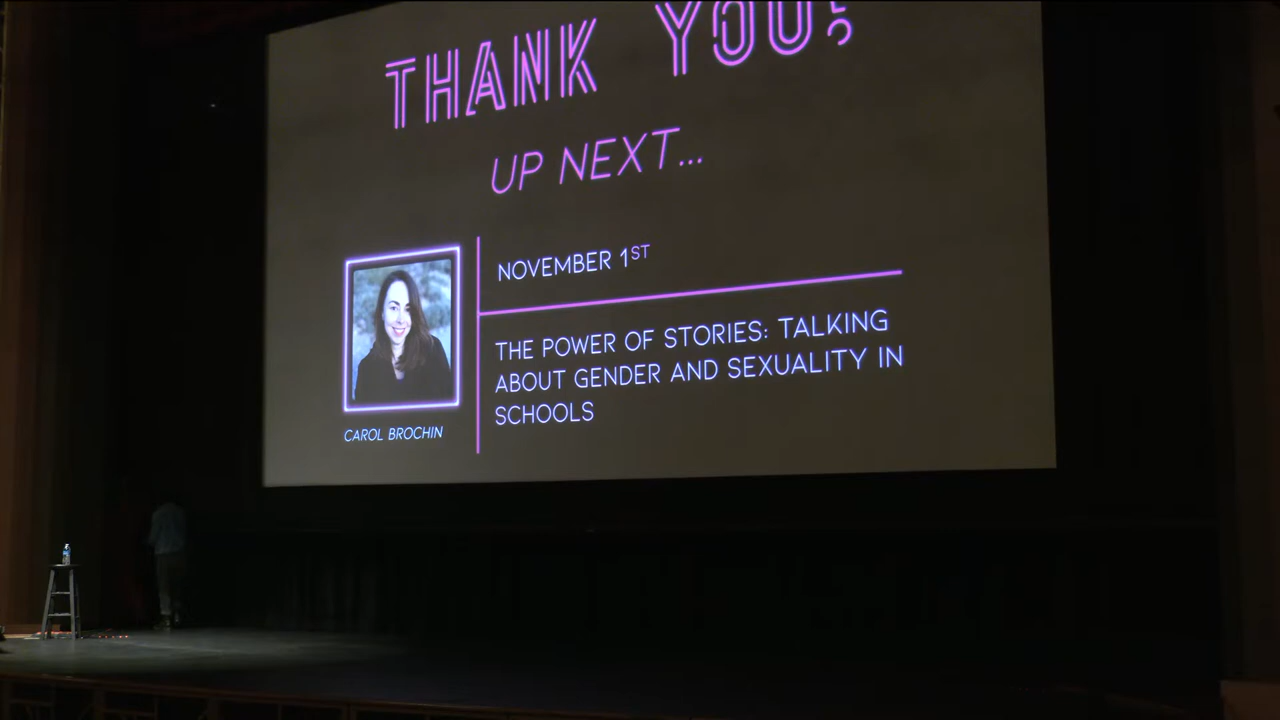 THANK YOU!
UP NEXT...
NOVEMBER 1ST
THE POWER OF STORIES: TALKING
ABOUT GENDER AND SEXUALITY IN
SCHOOLS
CAROL BROCHIN